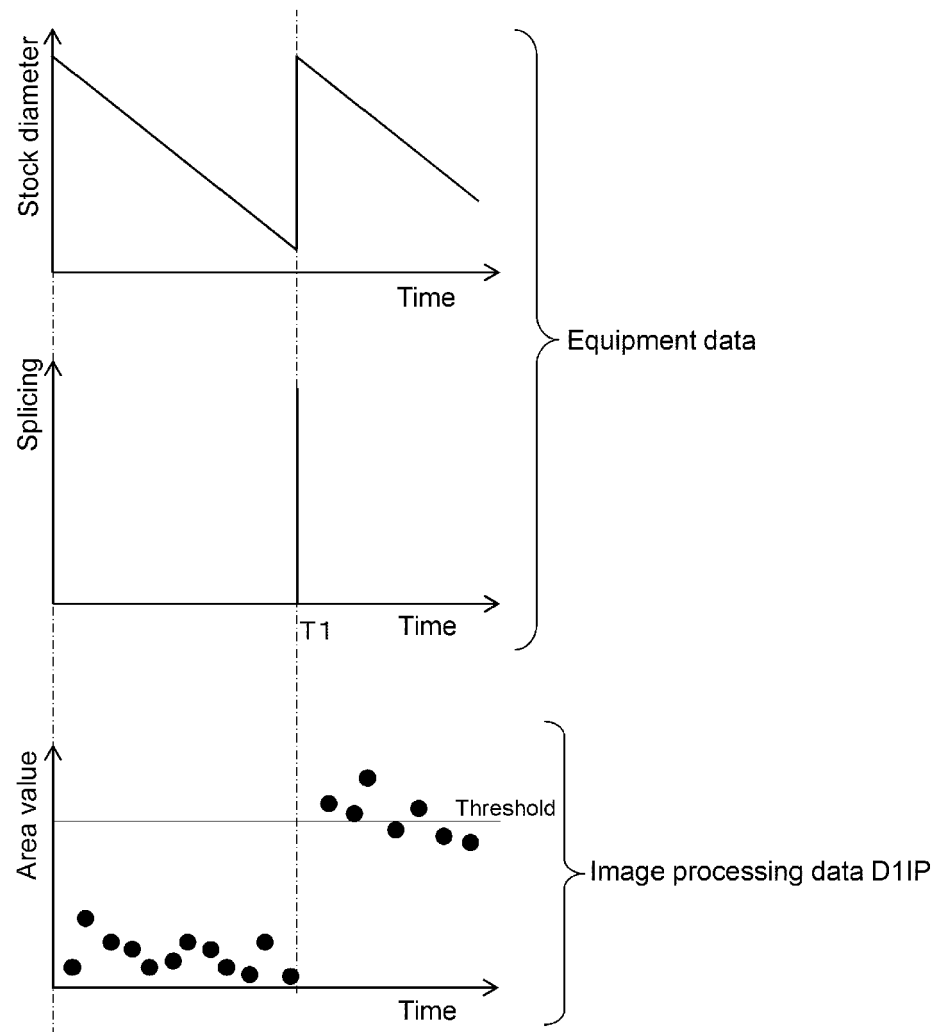 Stock diameter
Time
Equipment data
Splicing
T1
Time
Area value
Threshold
Image processing data D1IP
Time